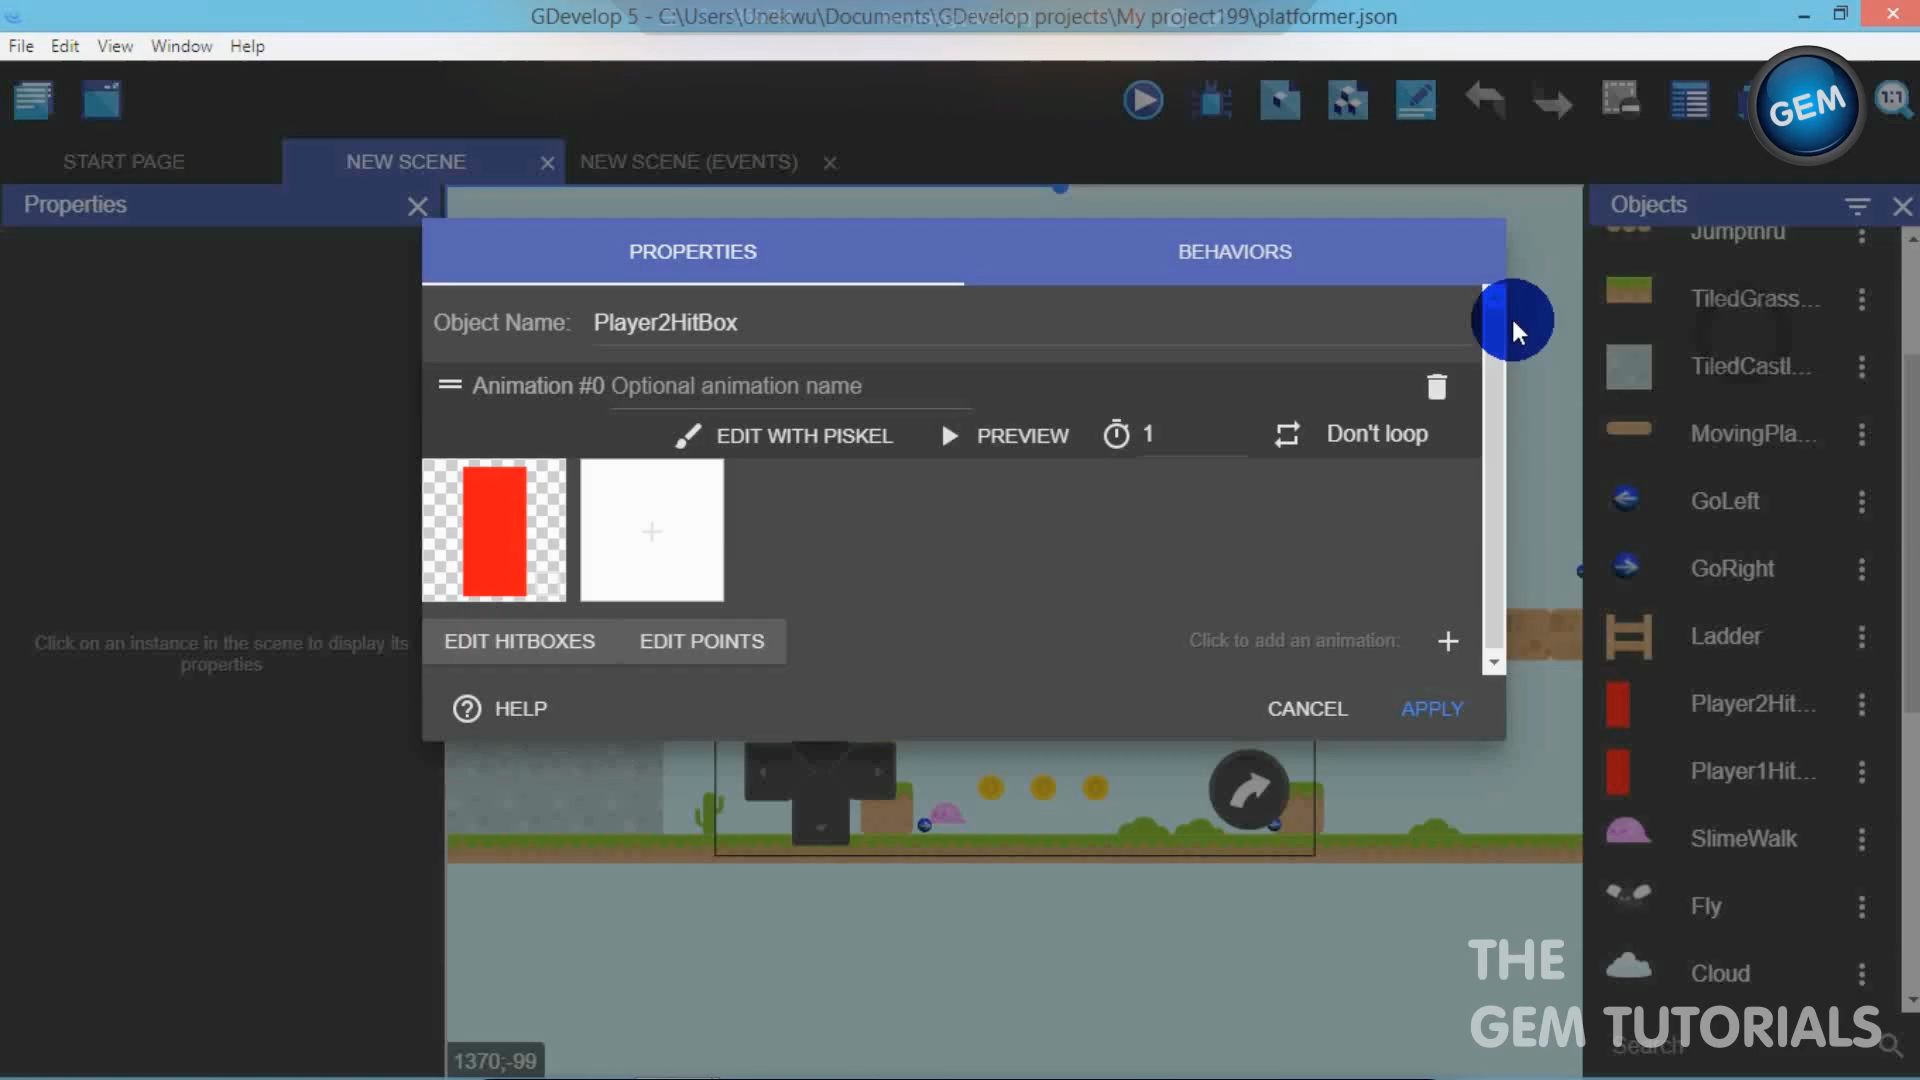 GDevelop 5 - C:\Users\Unekwu\Documents\GDevelop projects\My project199\platformer.json
File Edit View Window Help
GEM
1:1
START PAGE
NEW SCENE
NEW SCENE (EVENTS)
Properties
Objects
PROPERTIES
BEHAVIORS
Jumpthru
Object Name: Player2HitBox
TiledGrass...
Animation #0 Optional animation name
TiledCastl...
EDIT WITH PISKEL
PREVIEW
1
Don't loop
MovingPla...
GoLeft
GoRight
Click on an instance in the scene to display its
properties
EDIT HITBOXES
EDIT POINTS
Click to add an animation:
Ladder
HELP
CANCEL
APPLY
Player2Hit...
Player1Hit...
SlimeWalk
Fly
Cloud
THE
GEM TUTORIALS
Search
1370;-99